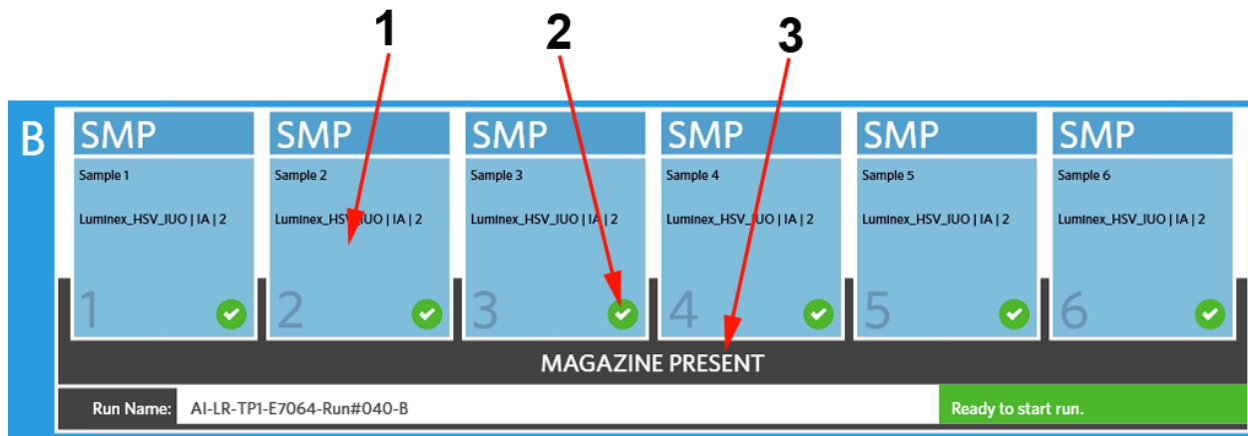 1 2 3
B
SMP SMP SMP SMP SMP SMP
Sample 1 Sample 2 Sample 3 Sample 4 Sample 5 Sample 6
Luminex_HSV_IUO | IA | 2 Luminex_HSV_IUO | IA | 2 Luminex_HSV_IUO | IA | 2 Luminex_HSV_IUO | IA | 2 Luminex_HSV_IUO | IA | 2 Luminex_HSV_IUO | IA | 2
1 2 3 4 5 6
MAGAZINE PRESENT
Run Name: AI-LR-TP1-E7064-Run#040-B Ready to start run.